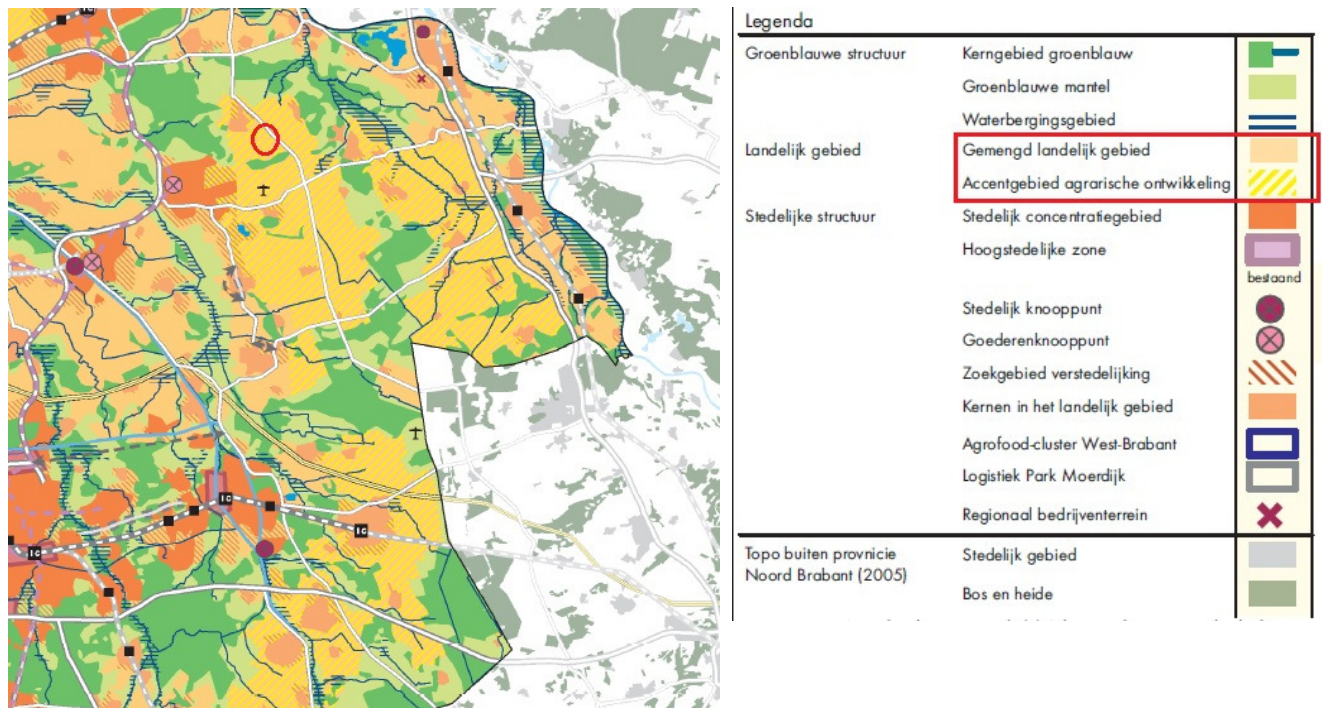 IC
IC
IC
Legenda
Groenblauwe structuur Kerngebied groenblauw
Groenblauwe mantel
Waterbergingsgebied
Landelijk gebied Gemengd landelijk gebied
Accentgebied agrarische ontwikkeling
Stedelijke structuur Stedelijk concentratiegebied
Hoogstedelijke zone
bestaand
Stedelijk knooppunt
Goederenknooppunt
Zoekgebied verstedelijking
Kernen in het landelijk gebied
Agrofood-cluster West-Brabant
Logistiek Park Moerdijk
Regionaal bedrijventerrein
Topo buiten provnicie Stedelijk gebied
Noord Brabant (2005)
Bos en heide